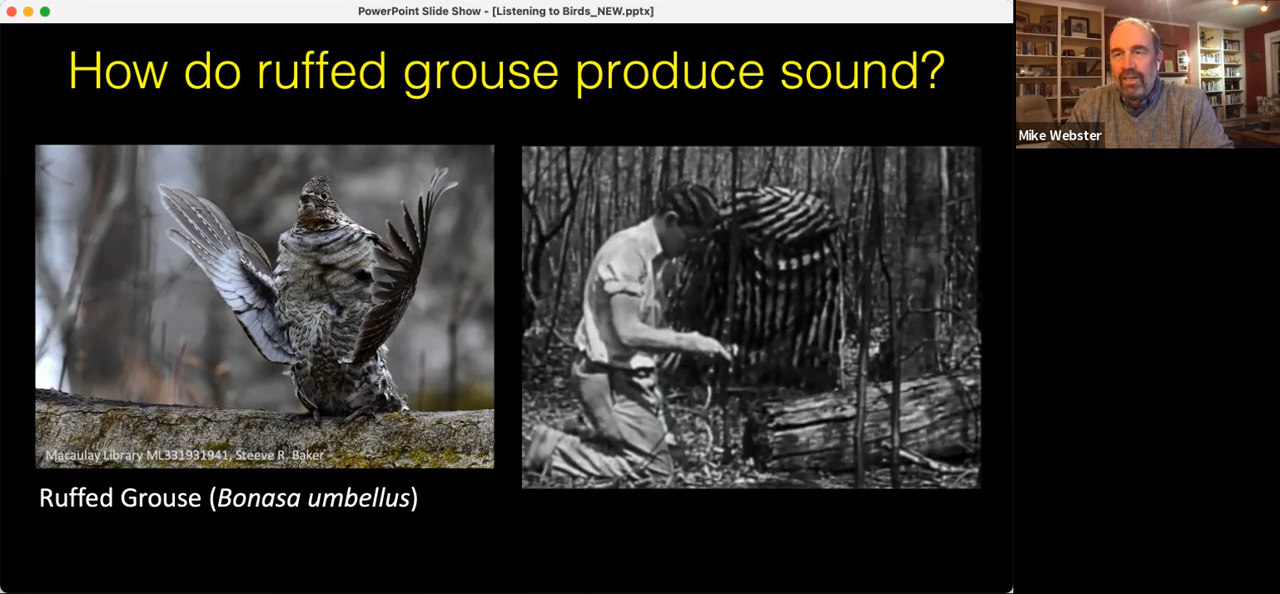 PowerPoint Slide Show - [Listening to Birds_NEW.pptx]
How do ruffed grouse produce sound?
Mike Webster
Macaulay Library ML331931941, Steeve R. Baker
Ruffed Grouse (Bonasa umbellus)